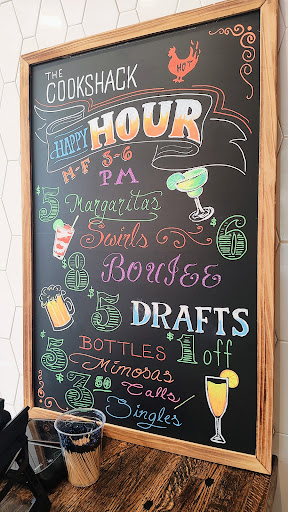 THE
COOKSHACK
HOT
HAPPY HOUR
M-F 3-6
PM
$5 Margaritas
Swirls $6
$8 BouJEE
$5 DRAFTS
BOTTLES $1 off
$5 Mimosas
$3.50 Calls/
Singles